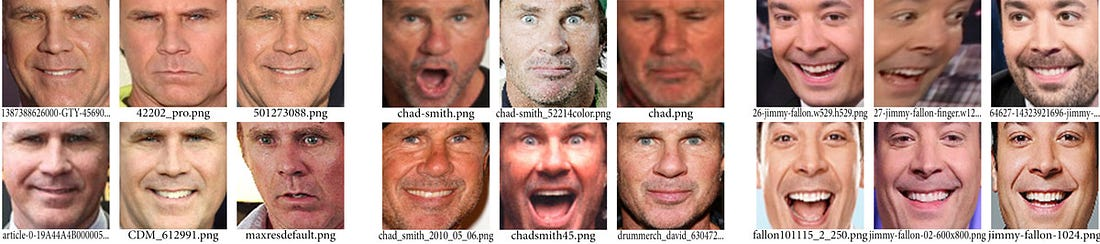 1387388626000-GTY-45690...
42202_pro.png
501273088.png
chad-smith.png
chad-smith_52214color.png
chad.png
26-jimmy-fallon.w529.h529.png
27-jimmy-fallon-finger.w12...
64627-14323921696-jimmy-...
article-0-19A44A4B000005...
CDM_612991.png
maxresdefault.png
chad_smith_2010_05_06.png
chadsmith45.png
drummerch_david_630472...
fallon101115_2_250.png
jimmy-fallon-02-600x800.png
jimmy-fallon-1024.png